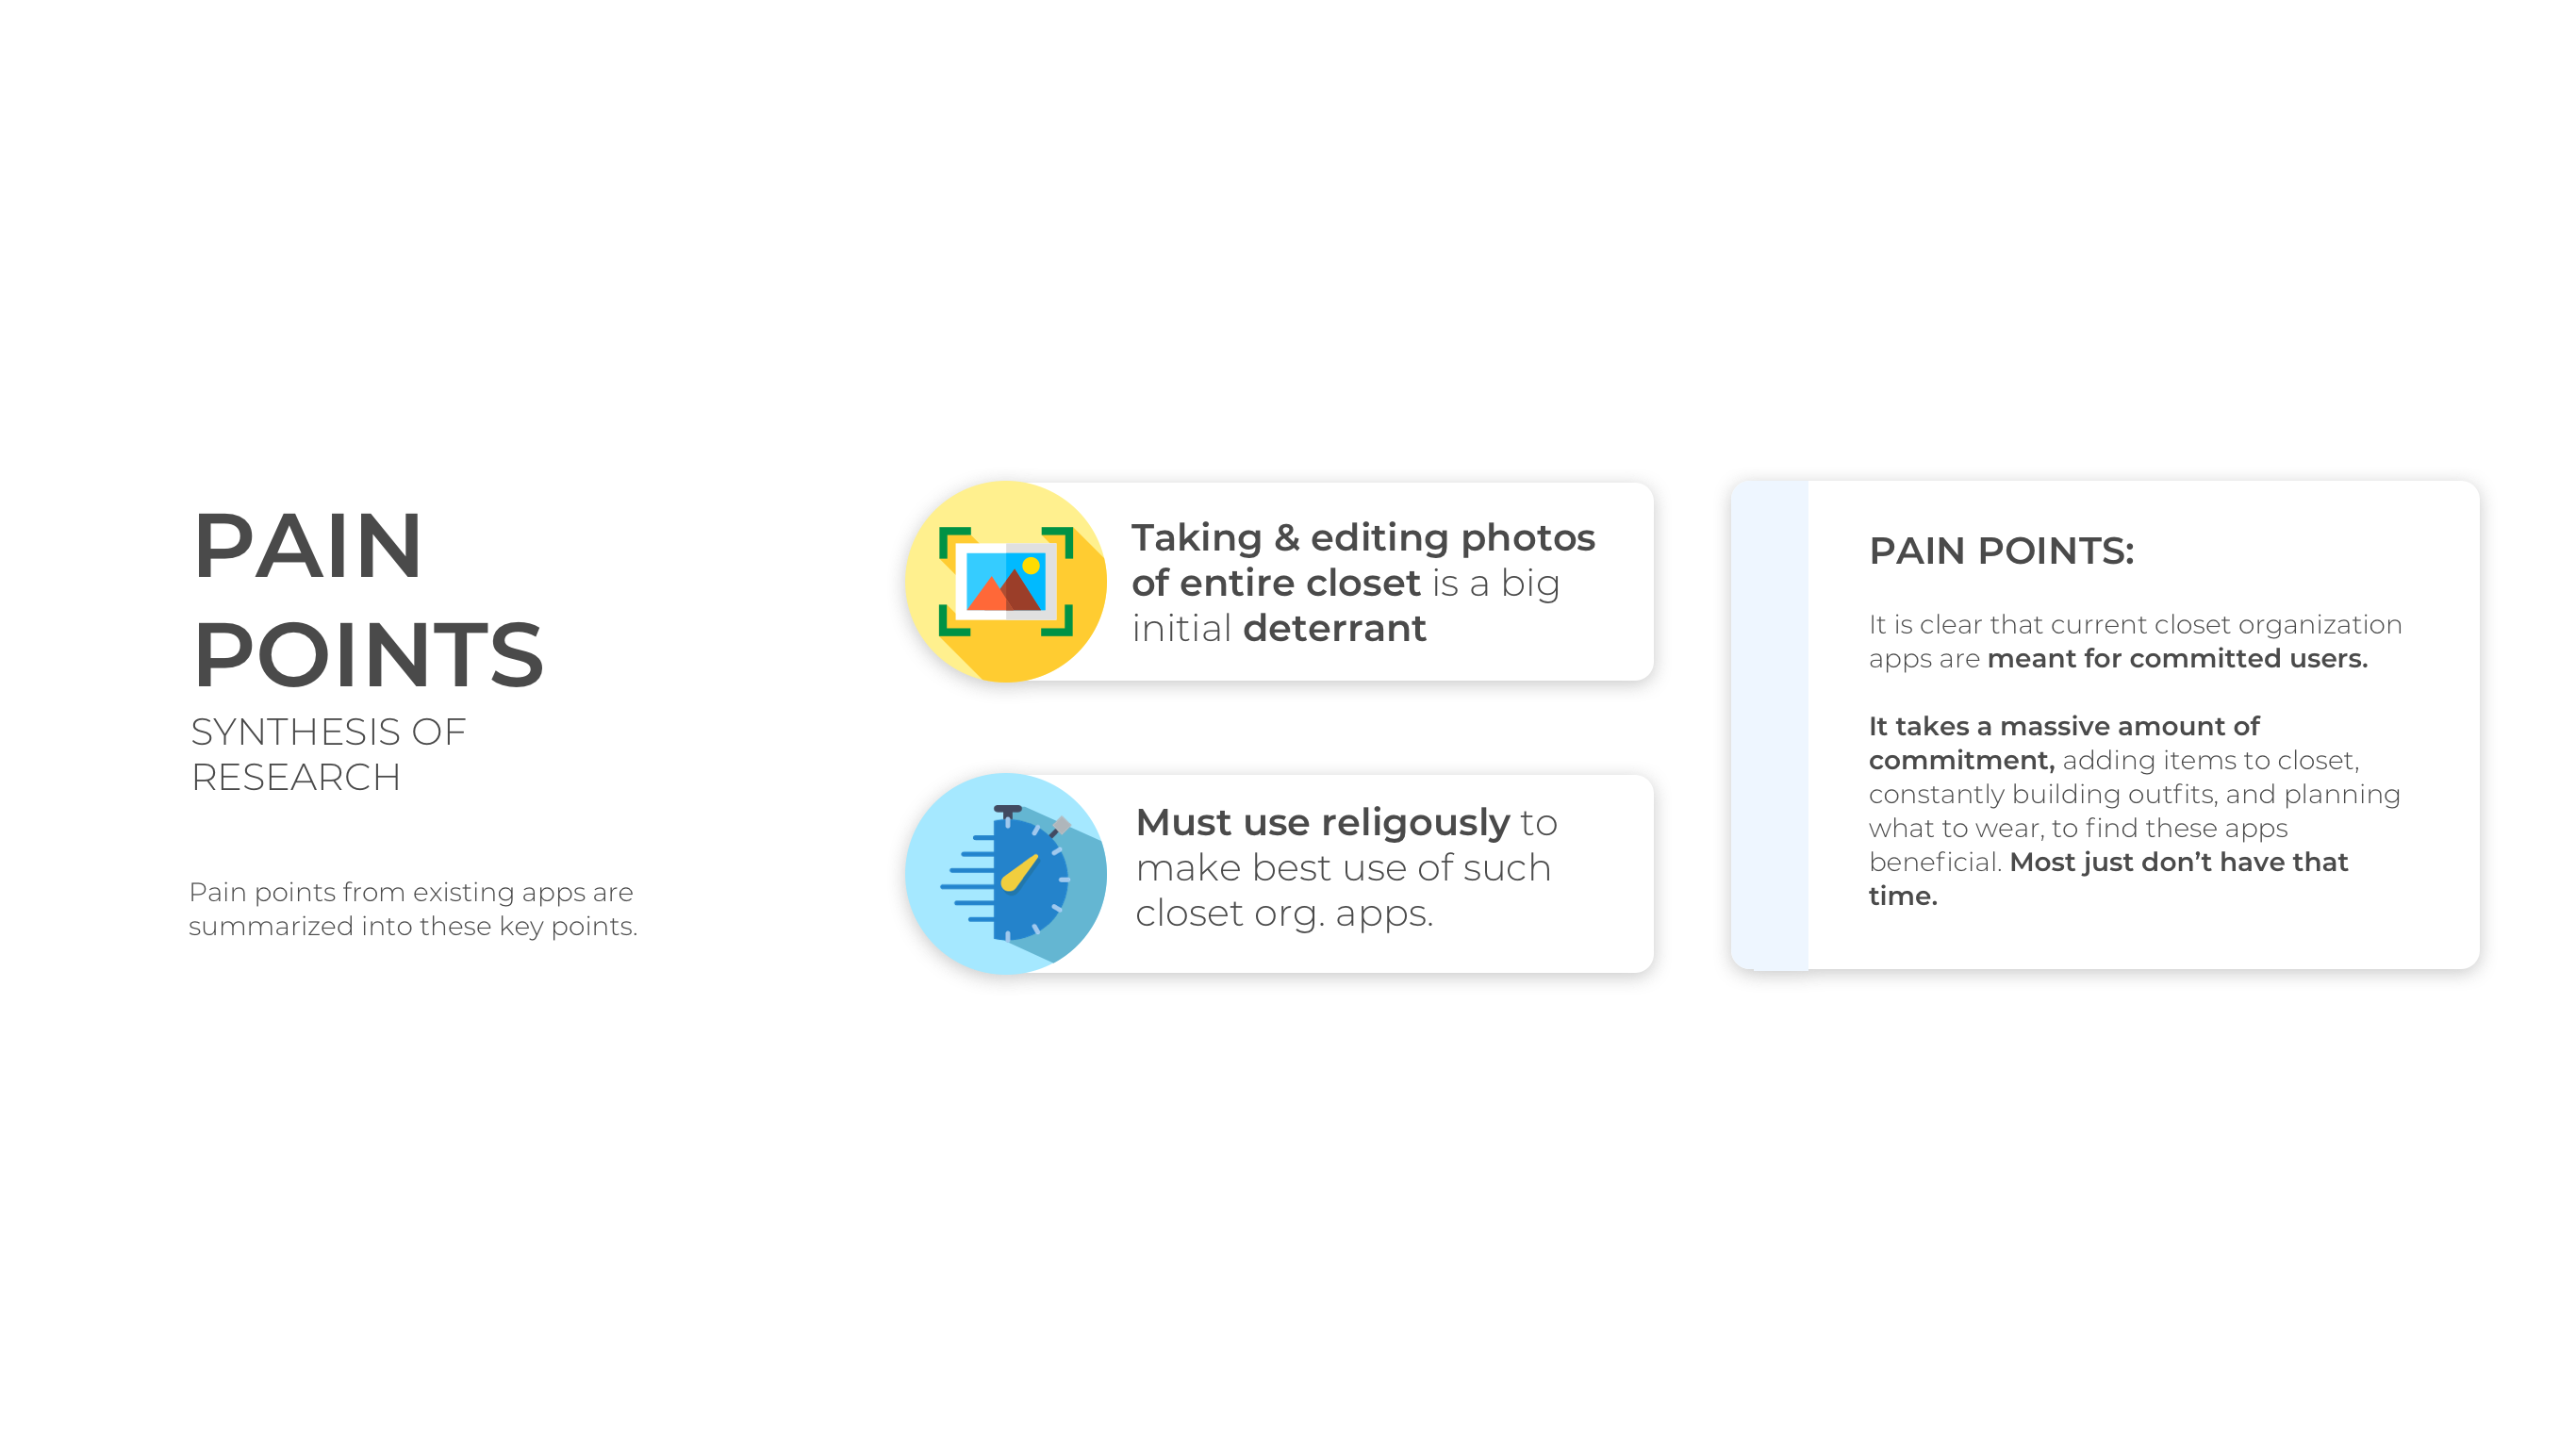 PAIN
POINTS
SYNTHESIS OF
RESEARCH
Pain points from existing apps are
summarized into these key points.
Taking & editing photos
of entire closet is a big
initial deterrant
Must use religously to
make best use of such
closet org. apps.
PAIN POINTS:
It is clear that current closet organization
apps are meant for committed users.
It takes a massive amount of
commitment, adding items to closet,
constantly building outfits, and planning
what to wear, to find these apps
beneficial. Most just don’t have that
time.